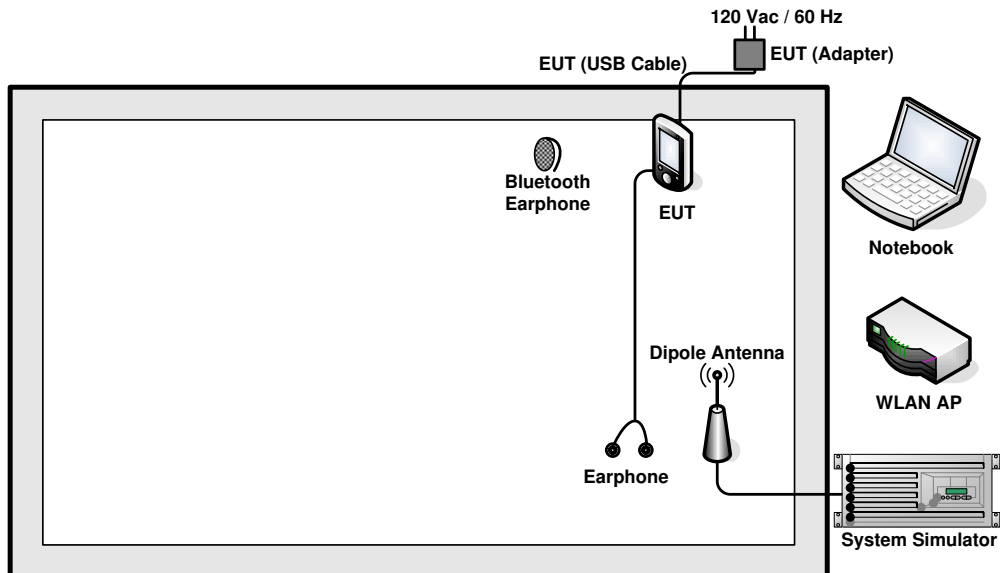 120 Vac / 60 Hz
EUT (Adapter)
EUT (USB Cable)
Bluetooth
Earphone
EUT
Notebook
Dipole Antenna
WLAN AP
Earphone
System Simulator